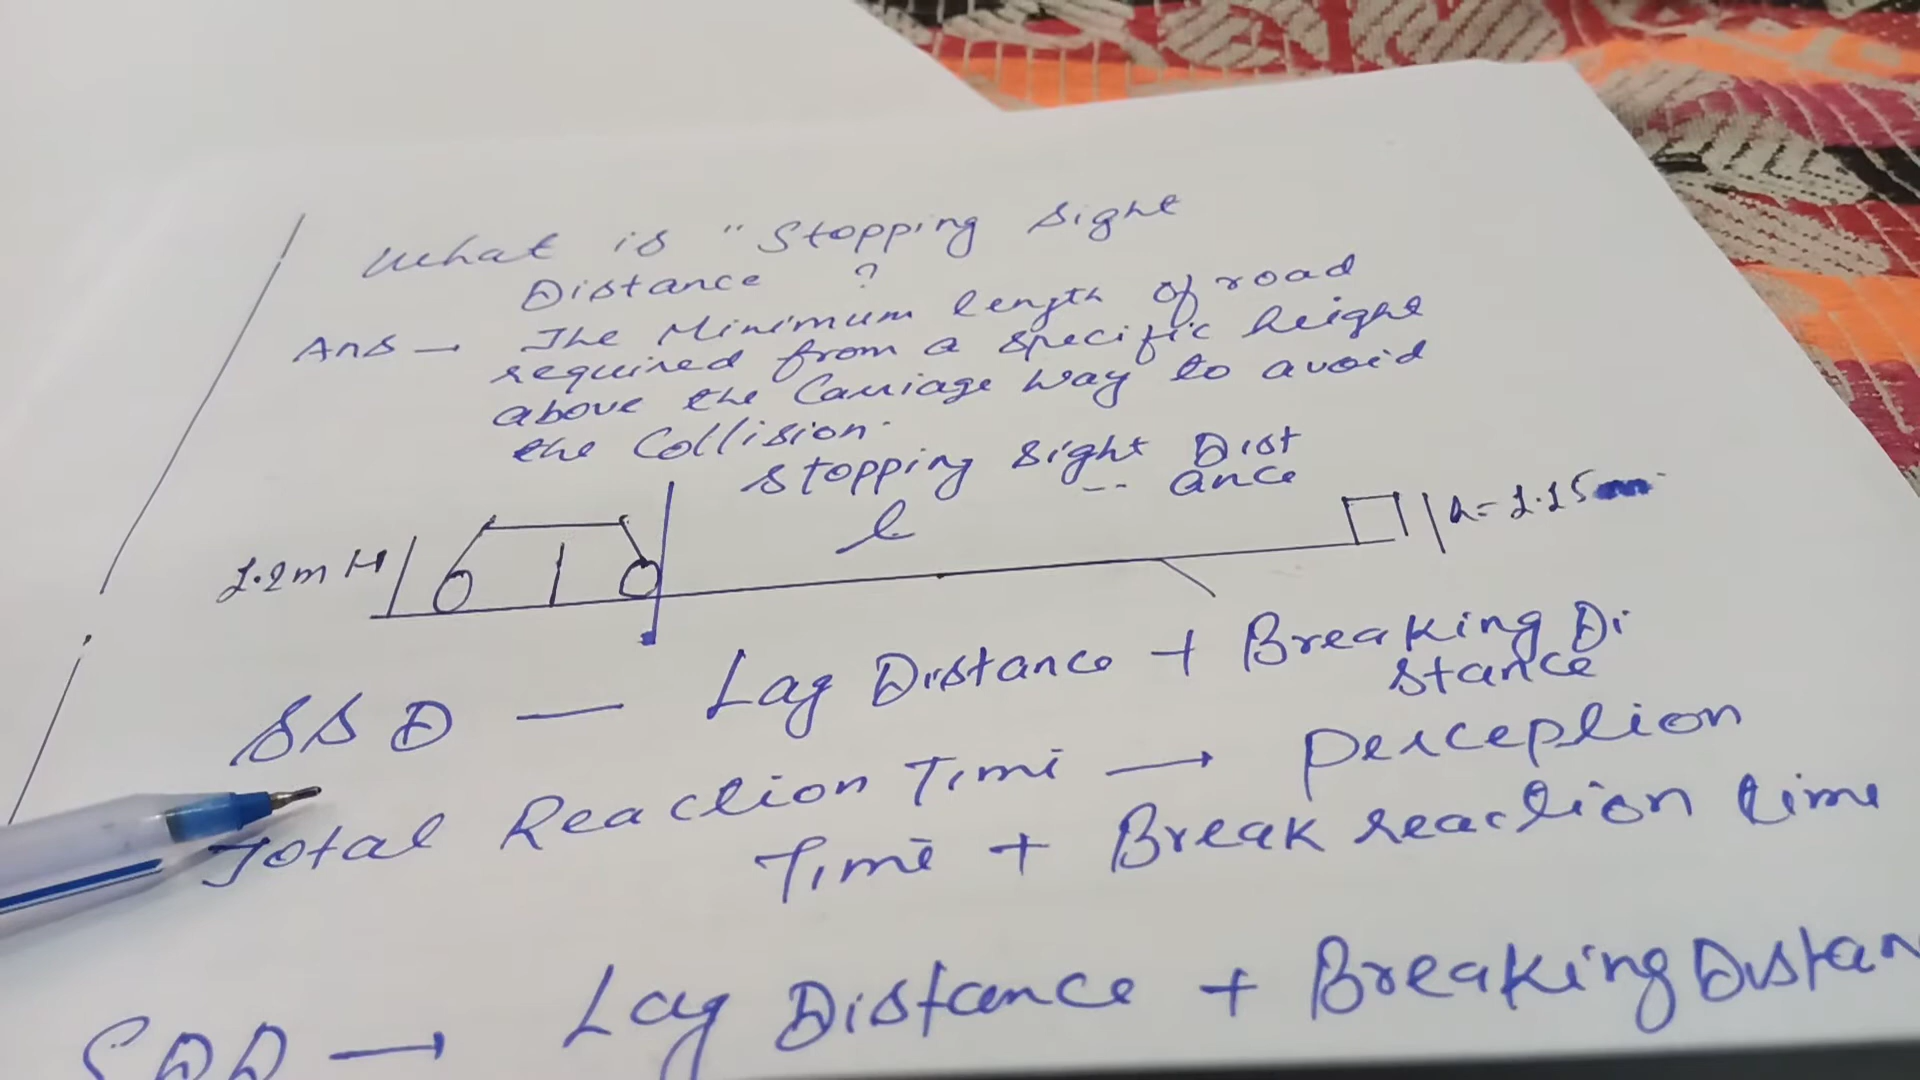 What is "Stopping Sight
Distance ?
Ans → The Minimum length of road
required from a specific height
above the Carriage way to avoid
the Collision.
Stopping Sight Dist
-- ance
1.2m H
l
h= 1.15m
SSD — Lag Distance + Breaking Di
stance
Total Reaction Time → Perception
Time + Break reaction time
Lag Distance + Breaking Distan